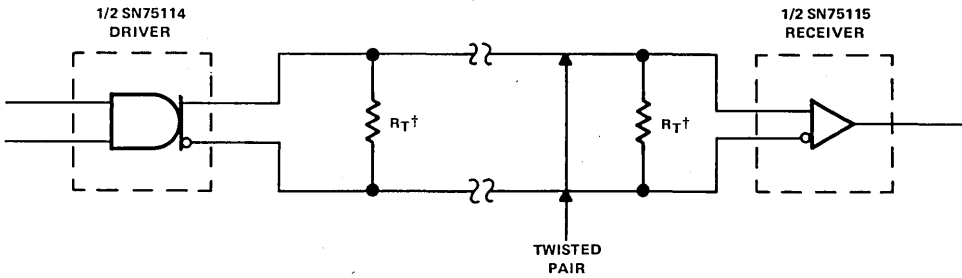 1/2 SN75114
DRIVER
1/2 SN75115
RECEIVER
RT†
RT†
TWISTED
PAIR